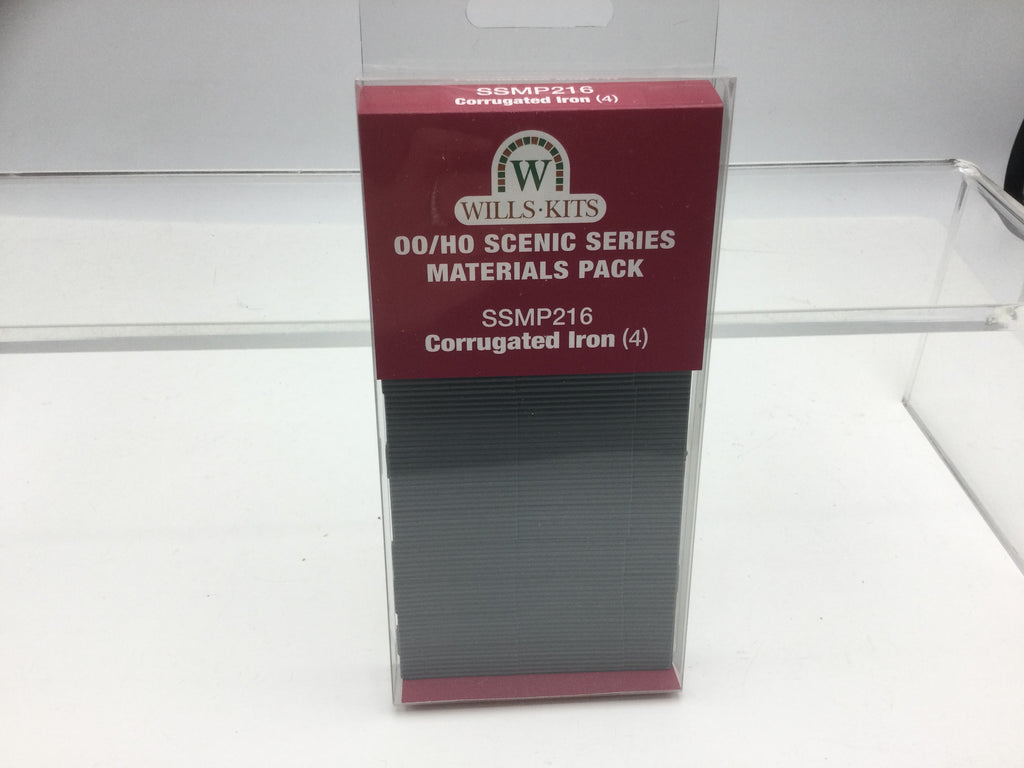 SSMP216
Corrugated Iron (4)
W
WILLS·KITS
OO/HO SCENIC SERIES
MATERIALS PACK
SSMP216
Corrugated Iron (4)